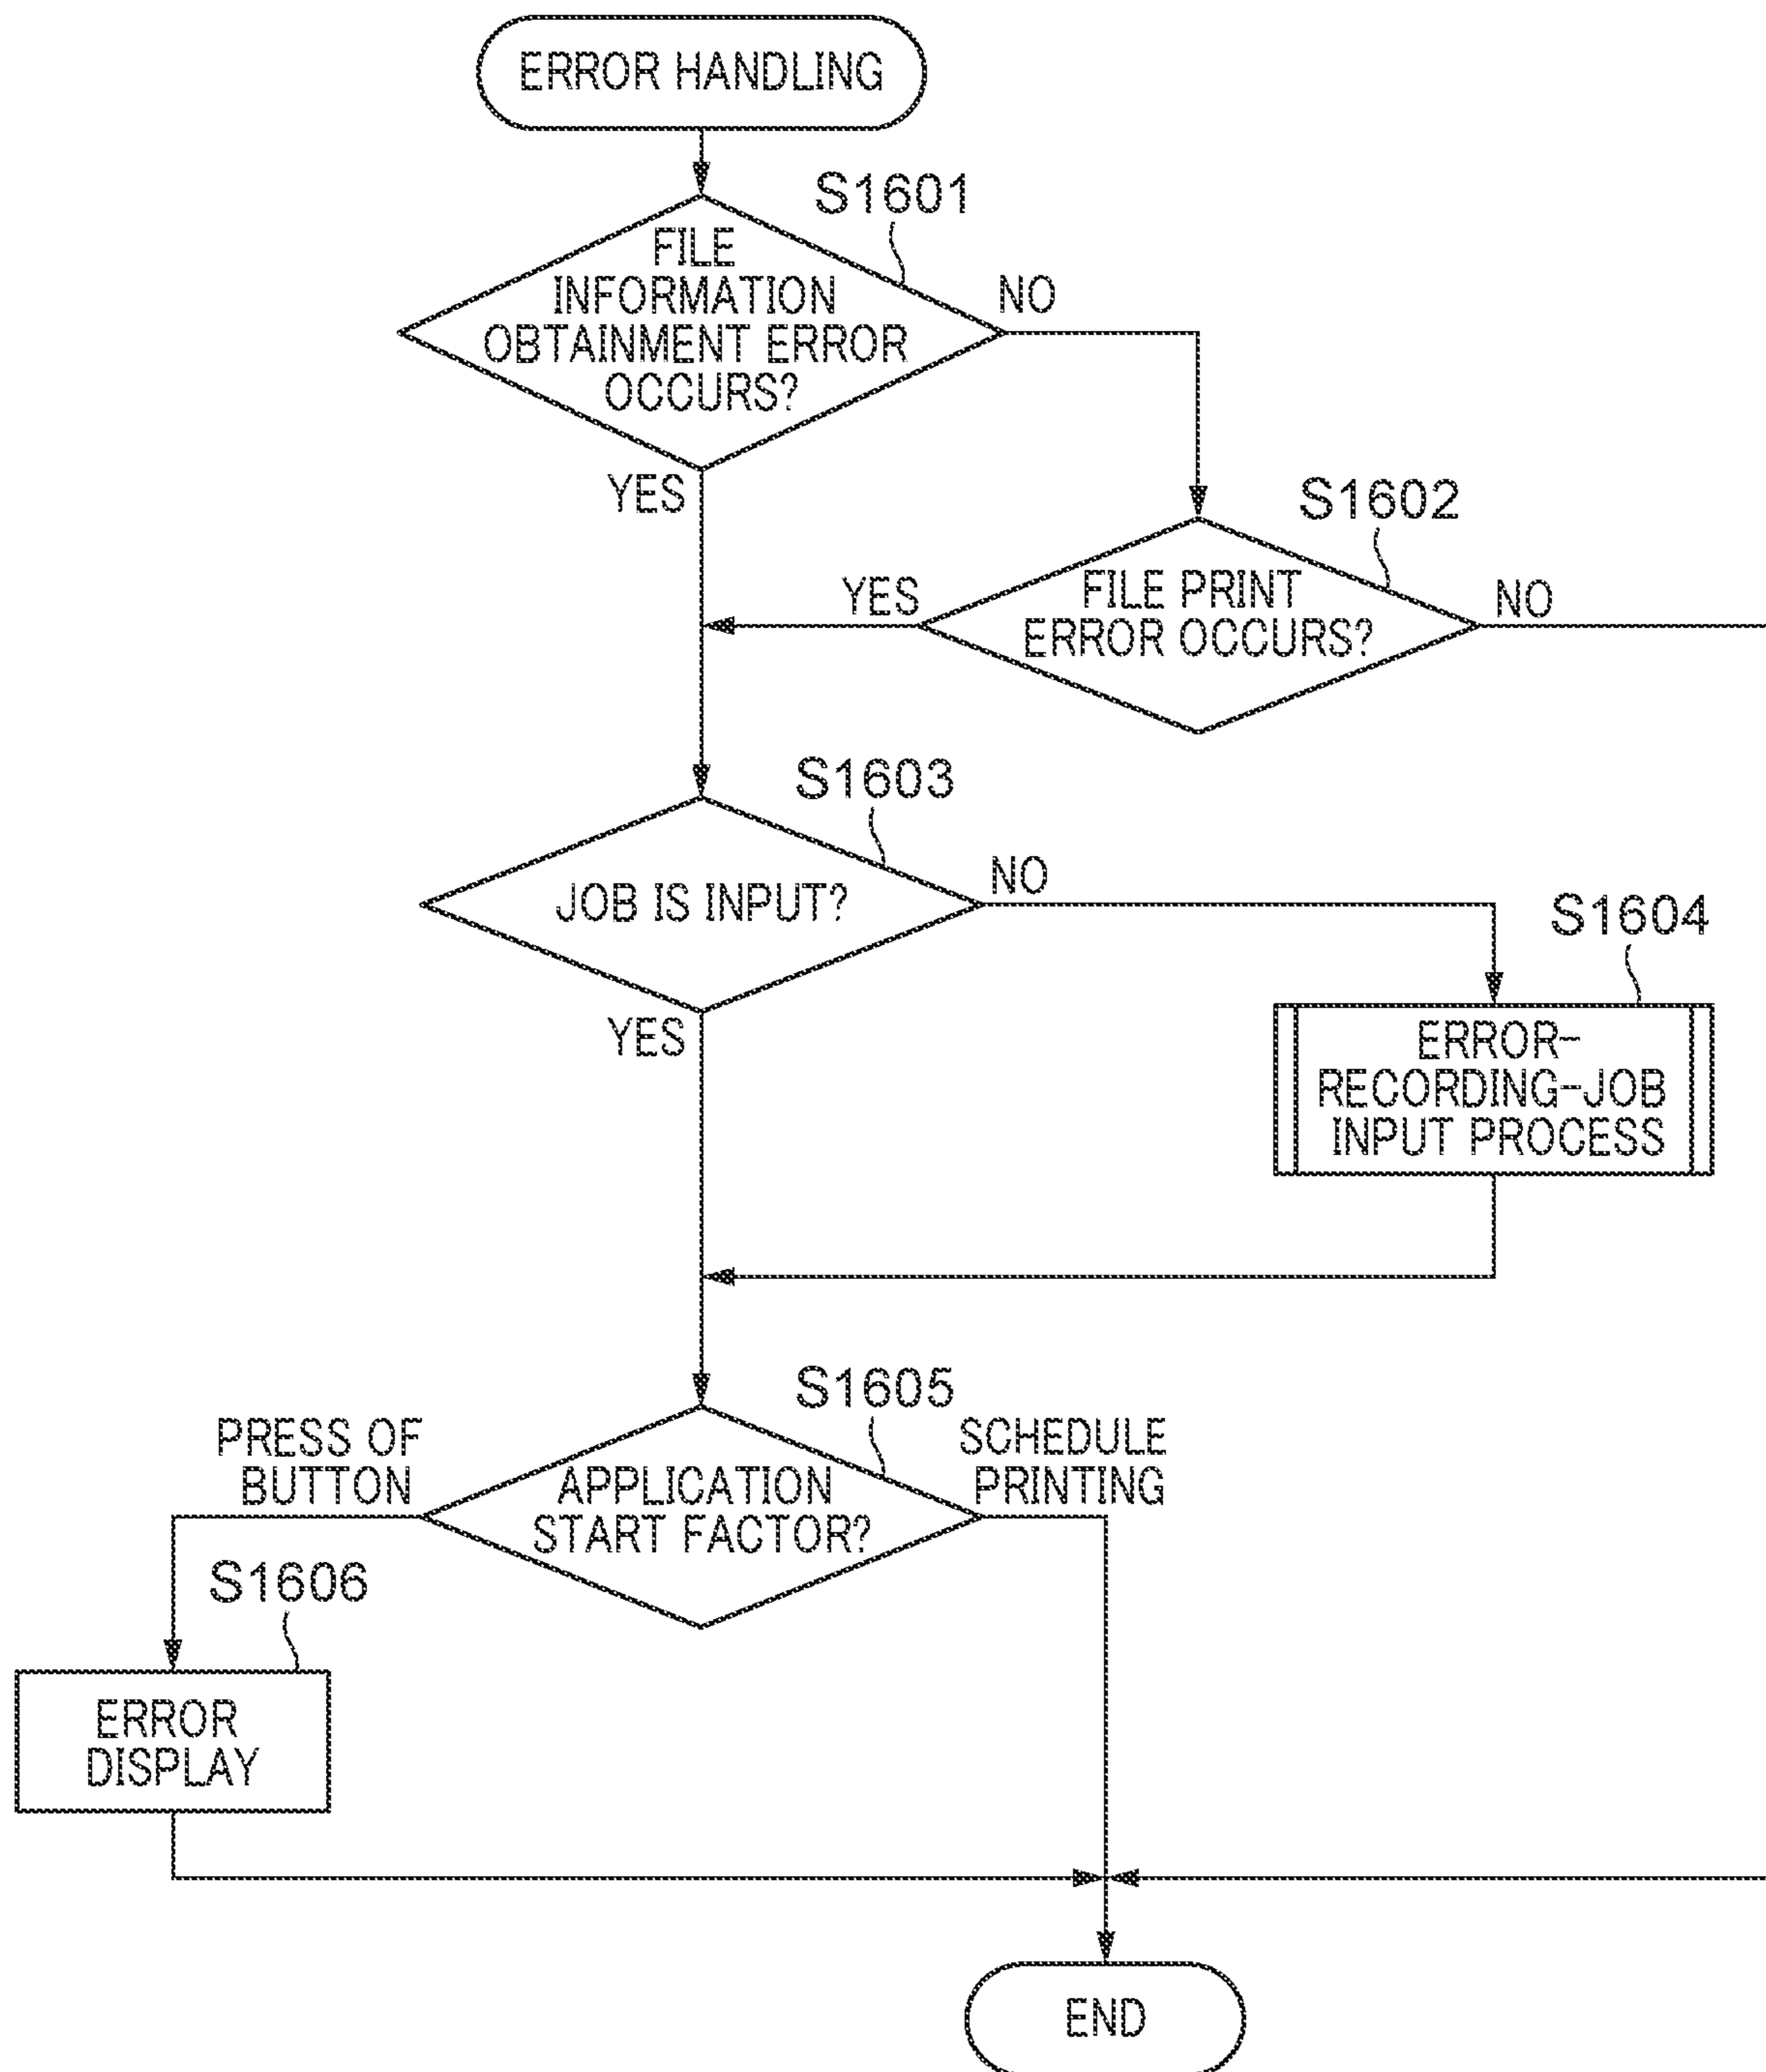 ERROR HANDLING
S1601
FILE
INFORMATION
OBTAINMENT ERROR
OCCURS?
NO
YES
S1602
FILE PRINT
ERROR OCCURS?
YES
NO
S1603
JOB IS INPUT?
NO
YES
S1604
ERROR-
RECORDING-JOB
INPUT PROCESS
S1605
APPLICATION
START FACTOR?
PRESS OF
BUTTON
SCHEDULE
PRINTING
S1606
ERROR
DISPLAY
END